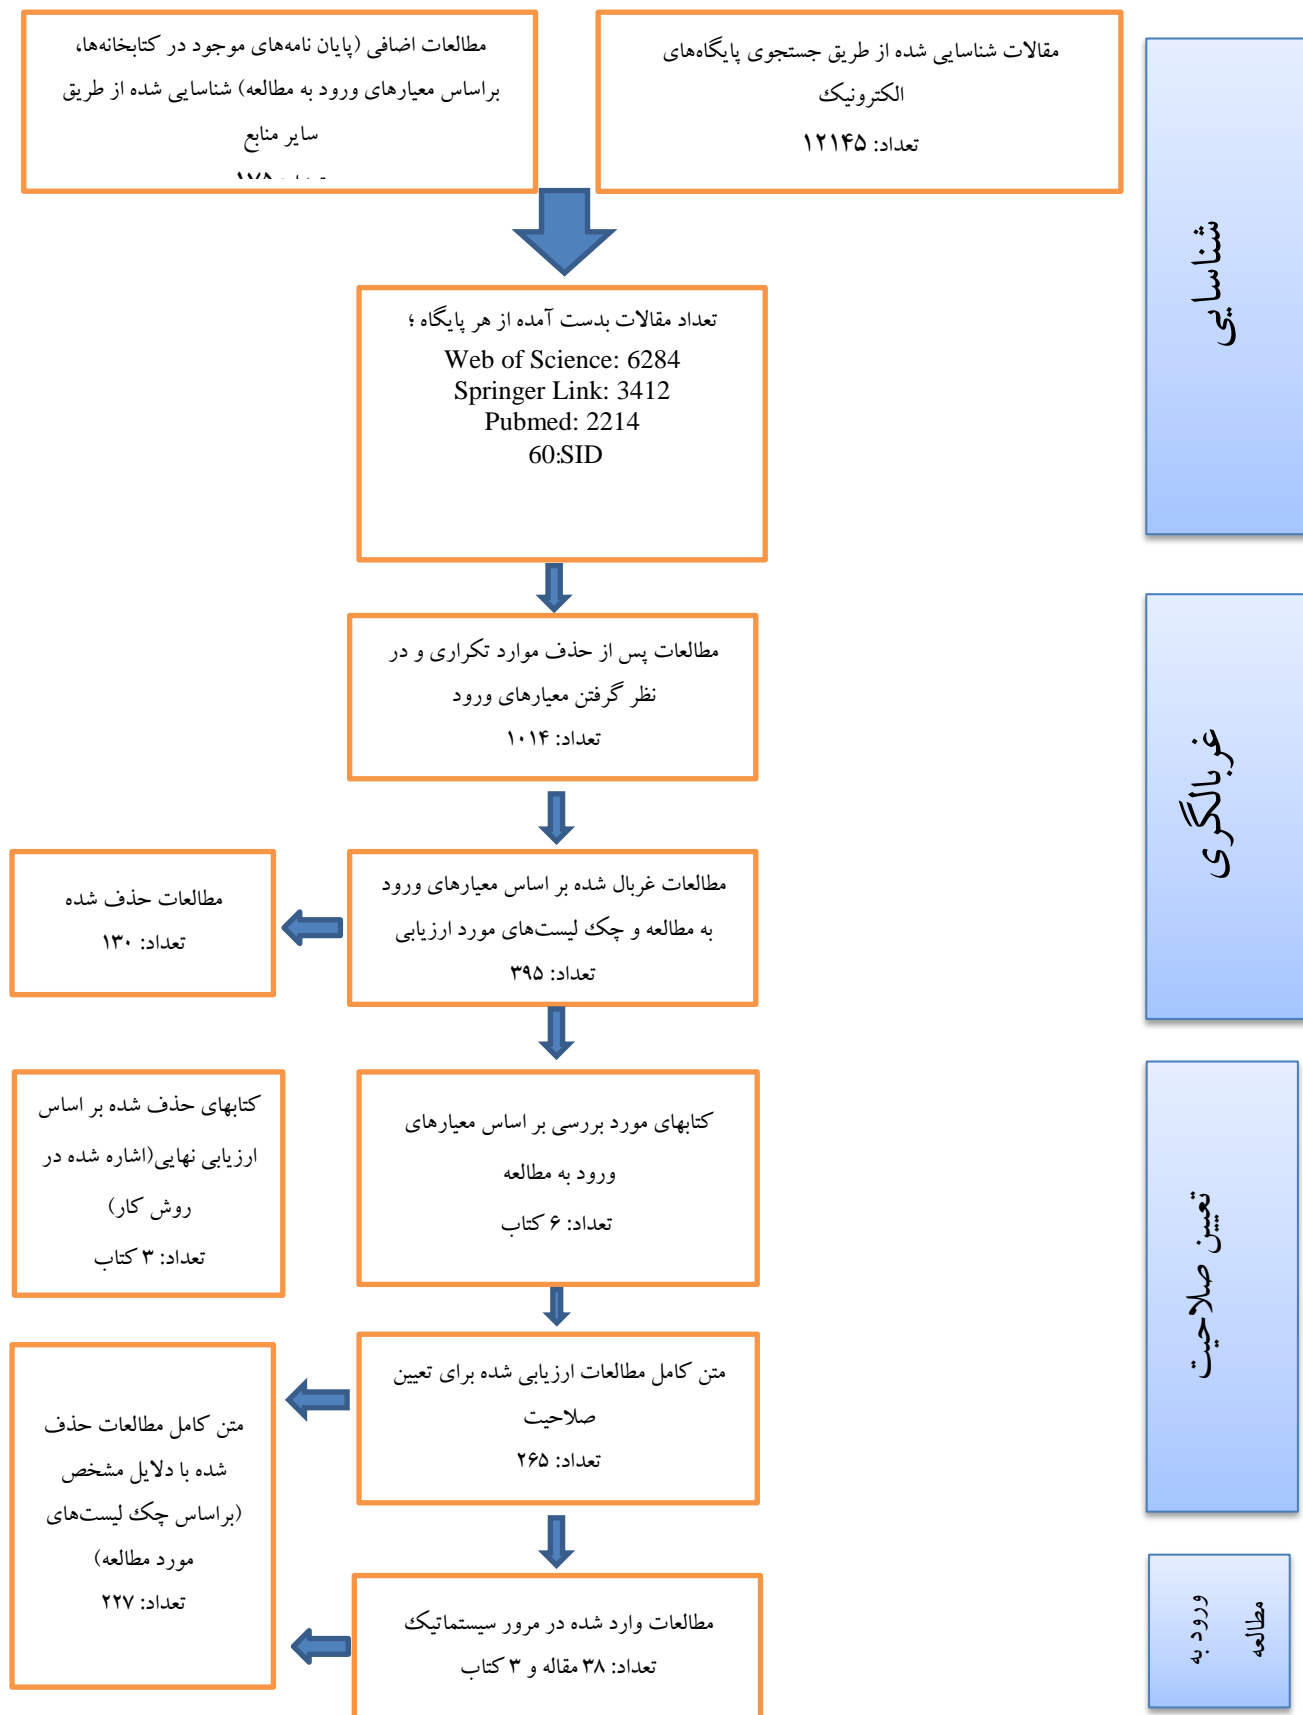 مقالات شناسایی شده از طریق جستجوی پایگاه‌های
الکترونیک
تعداد: ۱۲۱۴۵
مطالعات اضافی (پایان نامه‌های موجود در کتابخانه‌ها،
براساس معیارهای ورود به مطالعه) شناسایی شده از طریق
سایر منابع
شناسایی
تعداد مقالات بدست آمده از هر پایگاه ؛
Web of Science: 6284
Springer Link: 3412
Pubmed: 2214
60:SID
غربالگری
مطالعات پس از حذف موارد تکراری و در
نظر گرفتن معیارهای ورود
تعداد: ۱۰۱۴
مطالعات غربال شده بر اساس معیارهای ورود
به مطالعه و چک لیست‌های مورد ارزیابی
تعداد: ۳۹۵
مطالعات حذف شده
تعداد: ۱۳۰
تعیین صلاحیت
کتابهای مورد بررسی بر اساس معیارهای
ورود به مطالعه
تعداد: ۶ کتاب
کتابهای حذف شده بر اساس
ارزیابی نهایی(اشاره شده در
روش کار)
تعداد: ۳ کتاب
متن کامل مطالعات ارزیابی شده برای تعیین
صلاحیت
تعداد: ۲۶۵
متن کامل مطالعات حذف
شده با دلایل مشخص
(براساس چک لیست‌های
مورد مطالعه)
تعداد: ۲۲۷
ورود به
مطالعه
مطالعات وارد شده در مرور سیستماتیک
تعداد: ۳۸ مقاله و ۳ کتاب